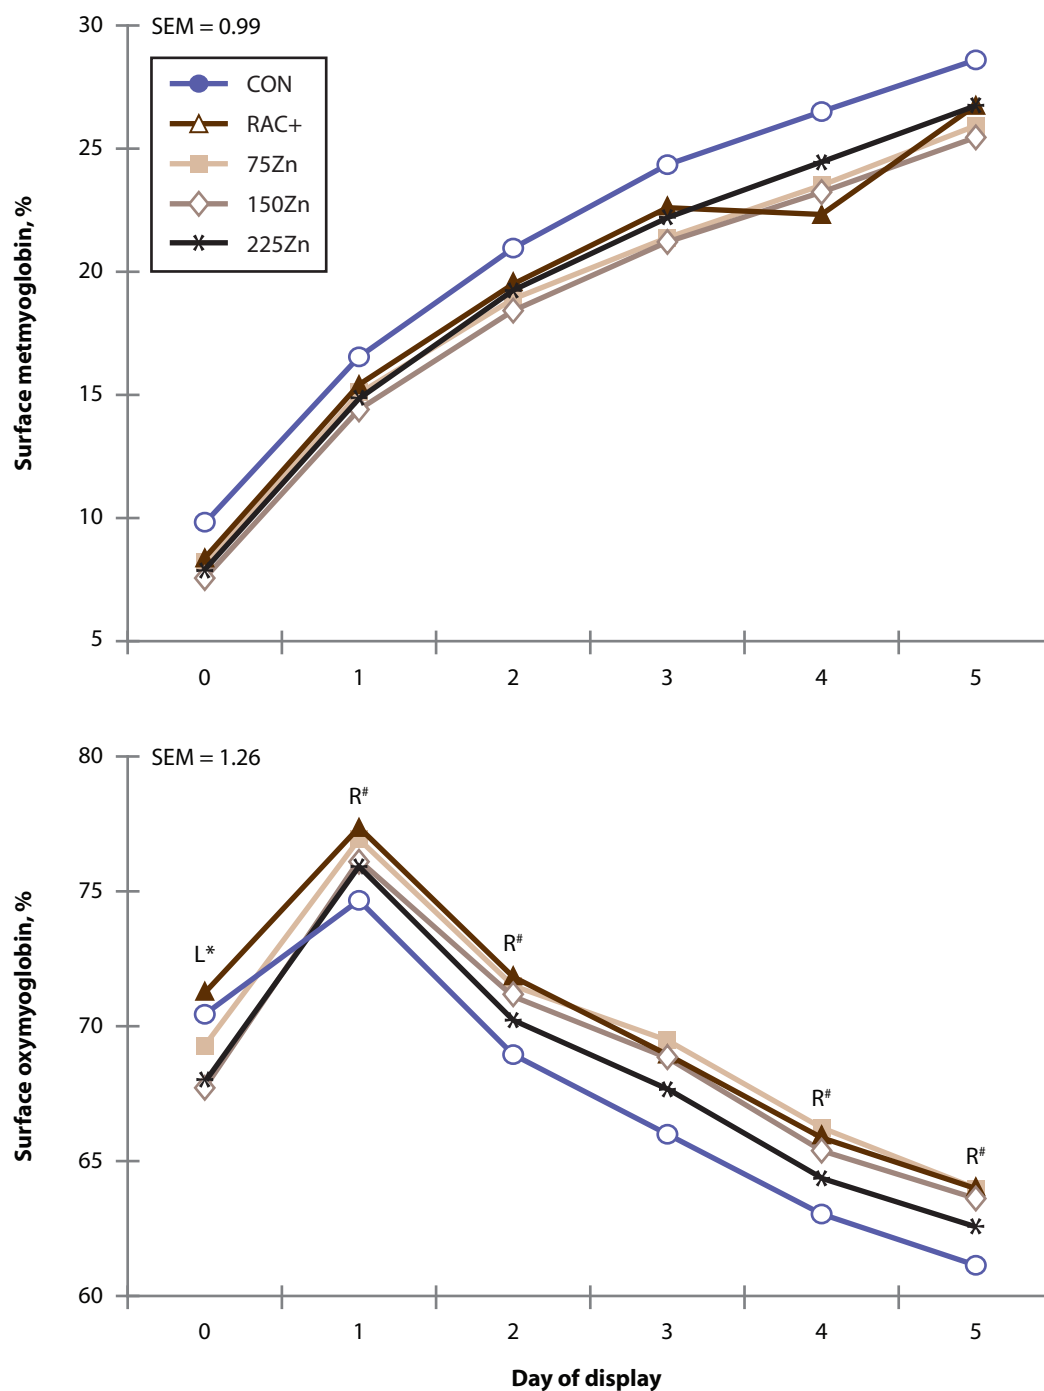 30
SEM = 0.99
CON
RAC+
75Zn
150Zn
225Zn
25
20
15
10
5
Surface metmyoglobin, %
0 1 2 3 4 5
80
SEM = 1.26
R#
L*
R#
R#
R#
75
70
65
60
Surface oxymyoglobin, %
0 1 2 3 4 5
Day of display